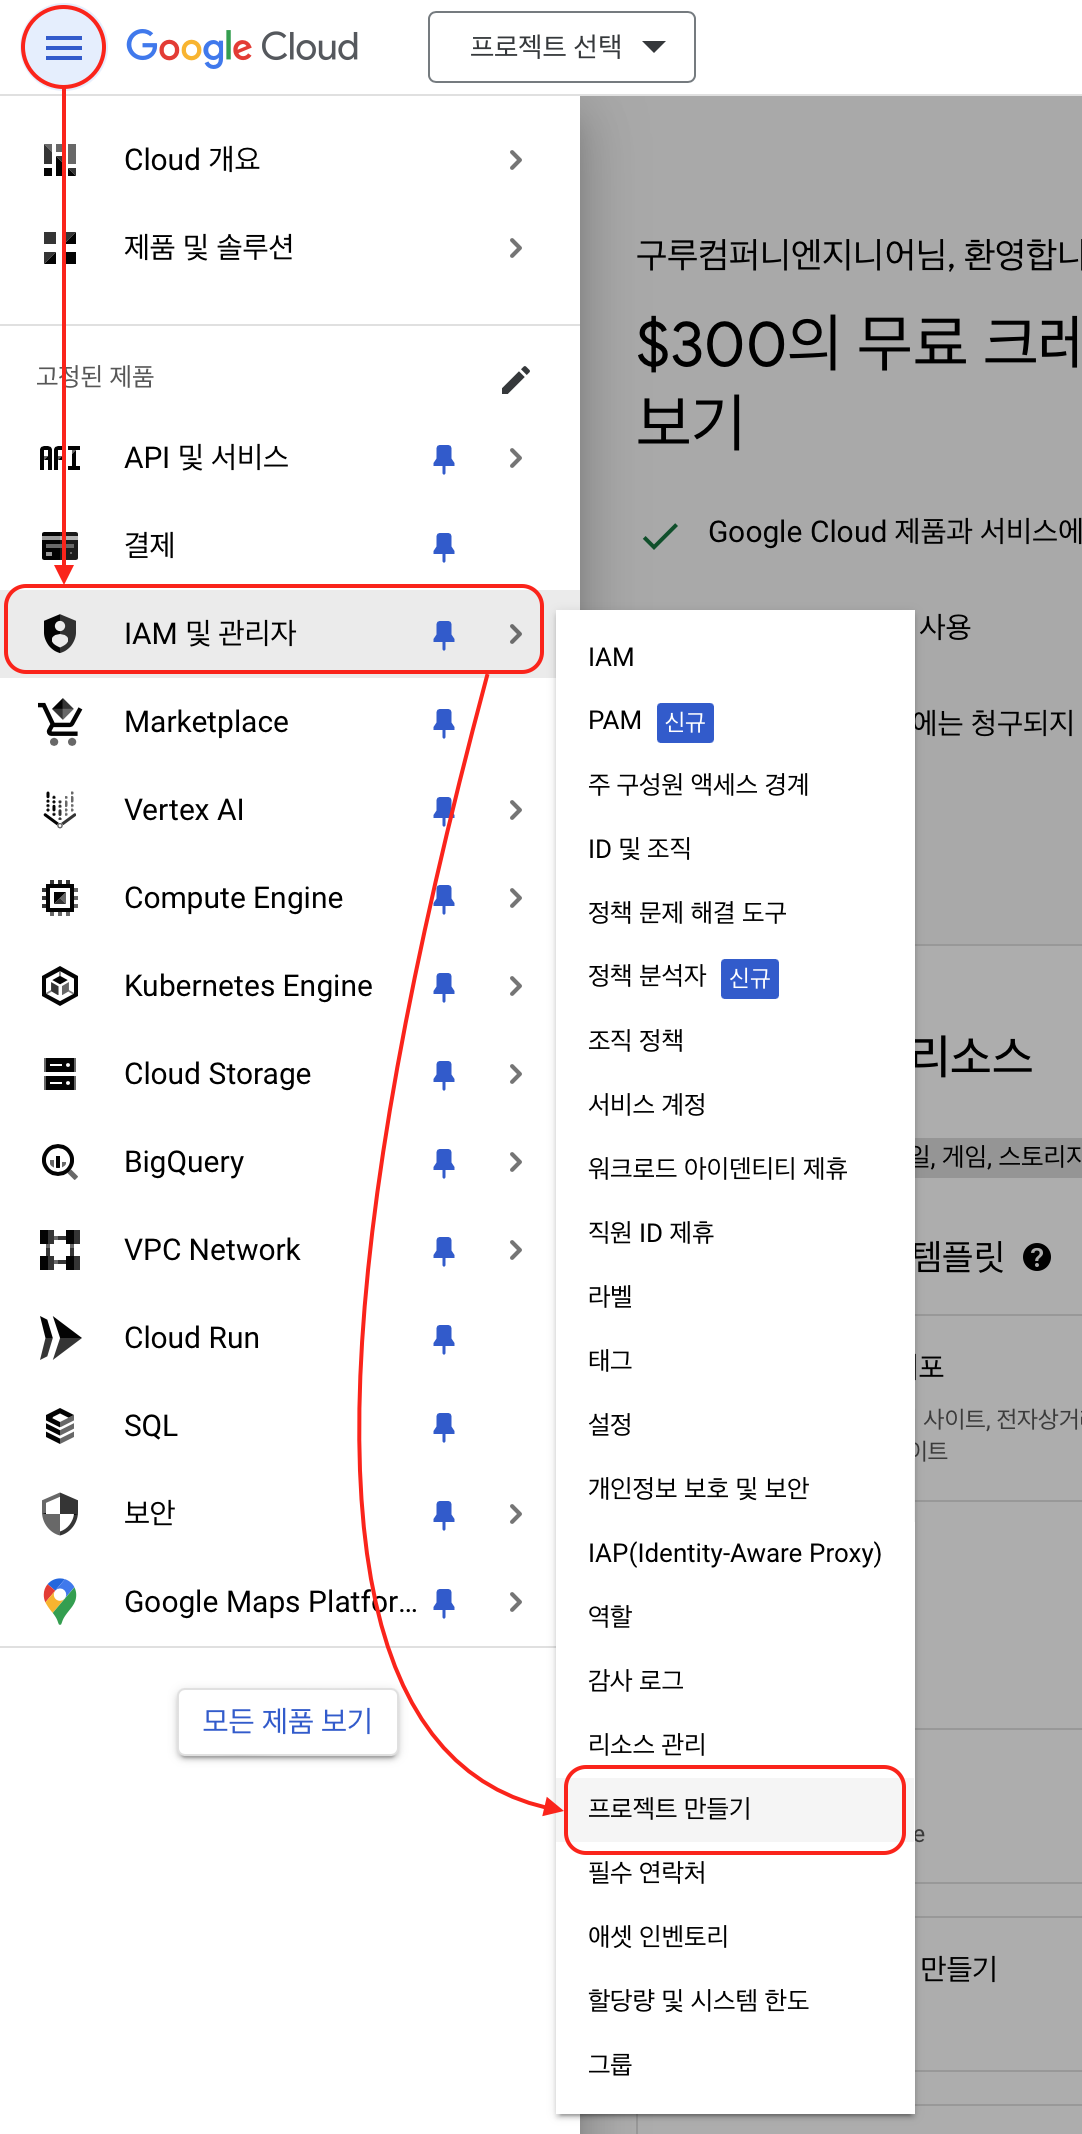 Google Cloud
프로젝트 선택
Cloud 개요
제품 및 솔루션
고정된 제품
API 및 서비스
결제
IAM 및 관리자
Marketplace
Vertex AI
Compute Engine
Kubernetes Engine
Cloud Storage
BigQuery
VPC Network
Cloud Run
SQL
보안
Google Maps Platfor...
모든 제품 보기
IAM
PAM 신규
주 구성원 액세스 경계
ID 및 조직
정책 문제 해결 도구
정책 분석자 신규
조직 정책
서비스 계정
워크로드 아이덴티티 제휴
직원 ID 제휴
라벨
태그
설정
개인정보 보호 및 보안
IAP(Identity-Aware Proxy)
역할
감사 로그
리소스 관리
프로젝트 만들기
필수 연락처
애셋 인벤토리
할당량 및 시스템 한도
그룹
구루컴퍼니엔지니어님, 환영합니
$300의 무료 크레
보기
Google Cloud 제품과 서비스에
사용
에는 청구되지
리소스
일, 게임, 스토리지
템플릿
포
사이트, 전자상거
이트
e
만들기